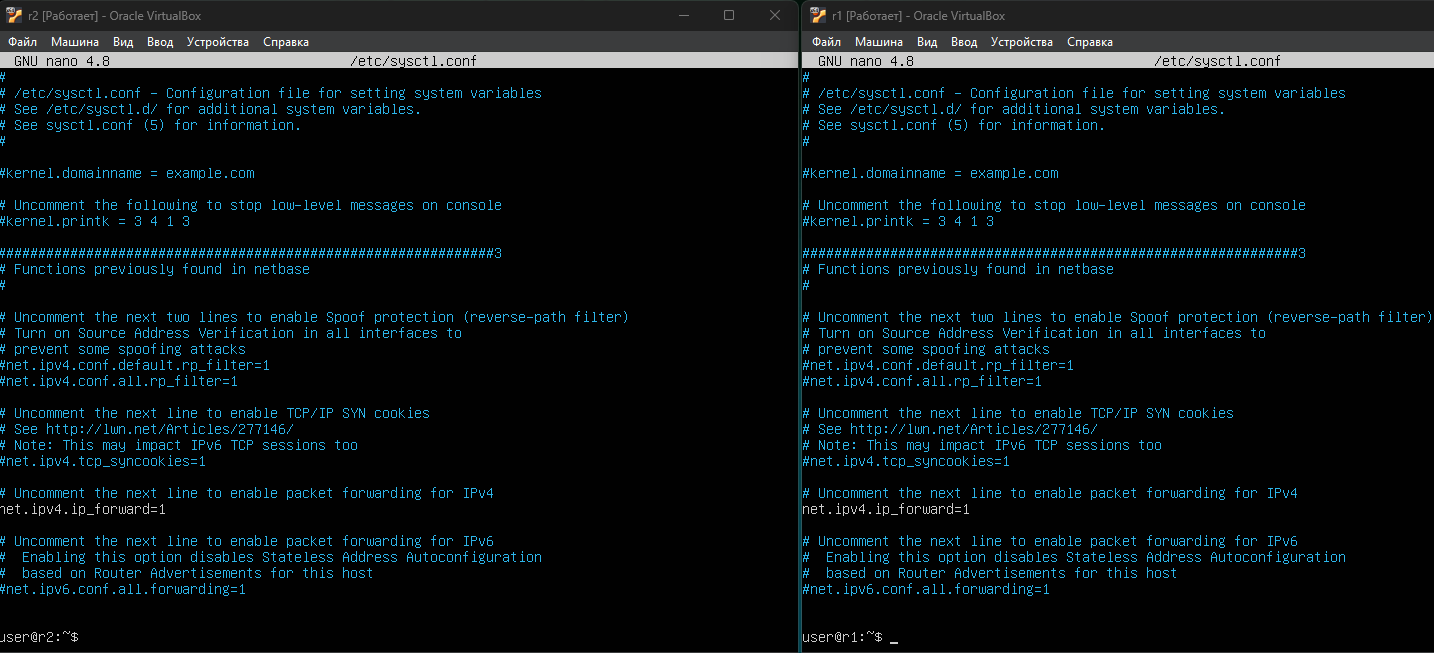 r2 [Работает] - Oracle VirtualBox
Файл Машина Вид Ввод Устройства Справка
GNU nano 4.8 /etc/sysctl.conf
#
# /etc/sysctl.conf - Configuration file for setting system variables
# See /etc/sysctl.d/ for additional system variables.
# See sysctl.conf (5) for information.
#
#kernel.domainname = example.com
# Uncomment the following to stop low-level messages on console
#kernel.printk = 3 4 1 3
##############################################################3
# Functions previously found in netbase
#
# Uncomment the next two lines to enable Spoof protection (reverse-path filter)
# Turn on Source Address Verification in all interfaces to
# prevent some spoofing attacks
#net.ipv4.conf.default.rp_filter=1
#net.ipv4.conf.all.rp_filter=1
# Uncomment the next line to enable TCP/IP SYN cookies
# See http://lwn.net/Articles/277146/
# Note: This may impact IPv6 TCP sessions too
#net.ipv4.tcp_syncookies=1
# Uncomment the next line to enable packet forwarding for IPv4
net.ipv4.ip_forward=1
# Uncomment the next line to enable packet forwarding for IPv6
#  Enabling this option disables Stateless Address Autoconfiguration
#  based on Router Advertisements for this host
#net.ipv6.conf.all.forwarding=1
user@r2:~$
r1 [Работает] - Oracle VirtualBox
Файл Машина Вид Ввод Устройства Справка
GNU nano 4.8 /etc/sysctl.conf
#
# /etc/sysctl.conf - Configuration file for setting system variables
# See /etc/sysctl.d/ for additional system variables.
# See sysctl.conf (5) for information.
#
#kernel.domainname = example.com
# Uncomment the following to stop low-level messages on console
#kernel.printk = 3 4 1 3
##############################################################3
# Functions previously found in netbase
#
# Uncomment the next two lines to enable Spoof protection (reverse-path filter)
# Turn on Source Address Verification in all interfaces to
# prevent some spoofing attacks
#net.ipv4.conf.default.rp_filter=1
#net.ipv4.conf.all.rp_filter=1
# Uncomment the next line to enable TCP/IP SYN cookies
# See http://lwn.net/Articles/277146/
# Note: This may impact IPv6 TCP sessions too
#net.ipv4.tcp_syncookies=1
# Uncomment the next line to enable packet forwarding for IPv4
net.ipv4.ip_forward=1
# Uncomment the next line to enable packet forwarding for IPv6
#  Enabling this option disables Stateless Address Autoconfiguration
#  based on Router Advertisements for this host
#net.ipv6.conf.all.forwarding=1
user@r1:~$ _